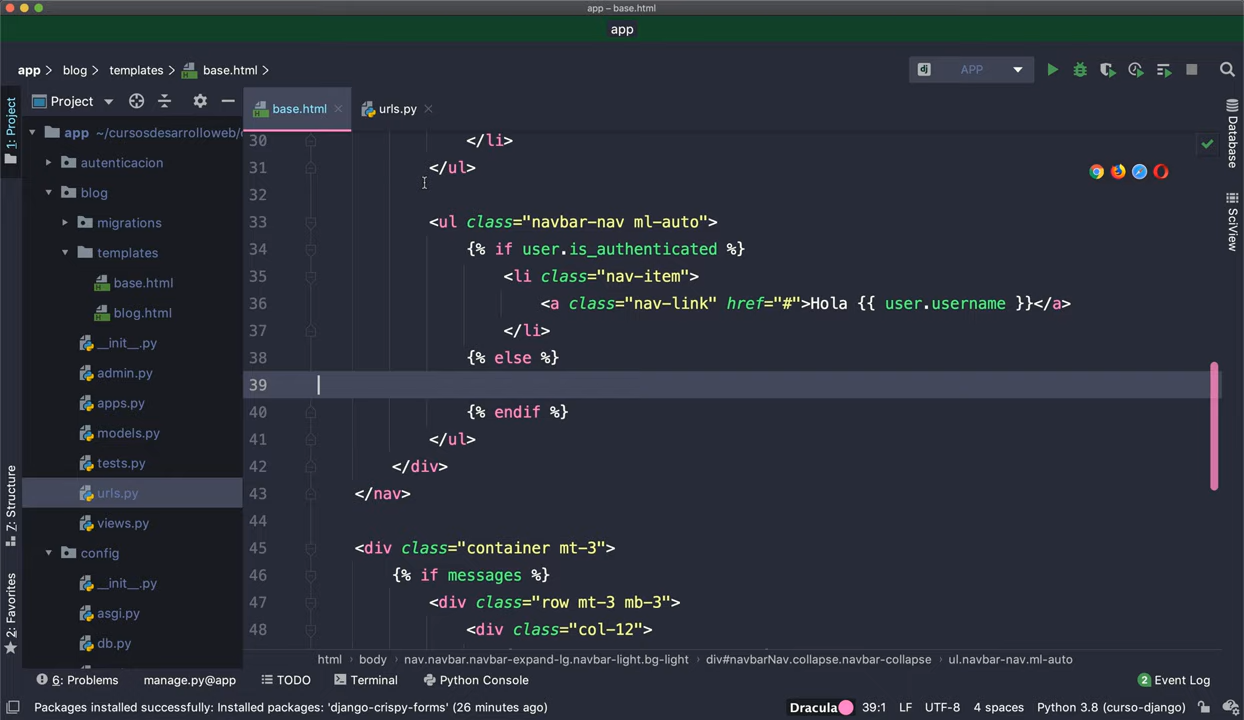 app – base.html
app
app > blog > templates > base.html >
APP
Project
base.html
urls.py
1: Project
Z: Structure
2: Favorites
app ~/cursosdesarrolloweb/
autenticacion
blog
migrations
templates
base.html
blog.html
__init__.py
admin.py
apps.py
models.py
tests.py
urls.py
views.py
config
__init__.py
asgi.py
db.py
30 </li>
31 </ul>
32
33 <ul class="navbar-nav ml-auto">
34 {% if user.is_authenticated %}
35 <li class="nav-item">
36 <a class="nav-link" href="#">Hola {{ user.username }}</a>
37 </li>
38 {% else %}
39
40 {% endif %}
41 </ul>
42 </div>
43 </nav>
44
45 <div class="container mt-3">
46 {% if messages %}
47 <div class="row mt-3 mb-3">
48 <div class="col-12">
Database
SciView
html > body > nav.navbar.navbar-expand-lg.navbar-light.bg-light > div#navbarNav.collapse.navbar-collapse > ul.navbar-nav.ml-auto
6: Problems manage.py@app TODO Terminal Python Console 2 Event Log
Packages installed successfully: Installed packages: 'django-crispy-forms' (26 minutes ago) Dracula 39:1 LF UTF-8 4 spaces Python 3.8 (curso-django)